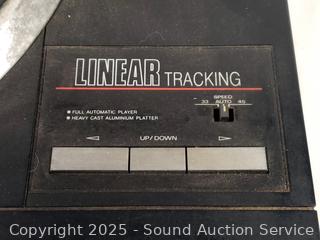 LINEAR TRACKING
SPEED
33 AUTO 45
• FULL AUTOMATIC PLAYER
• HEAVY CAST ALUMINIUM PLATTER
UP/DOWN
Copyright © 2025 - Sound Auction Service